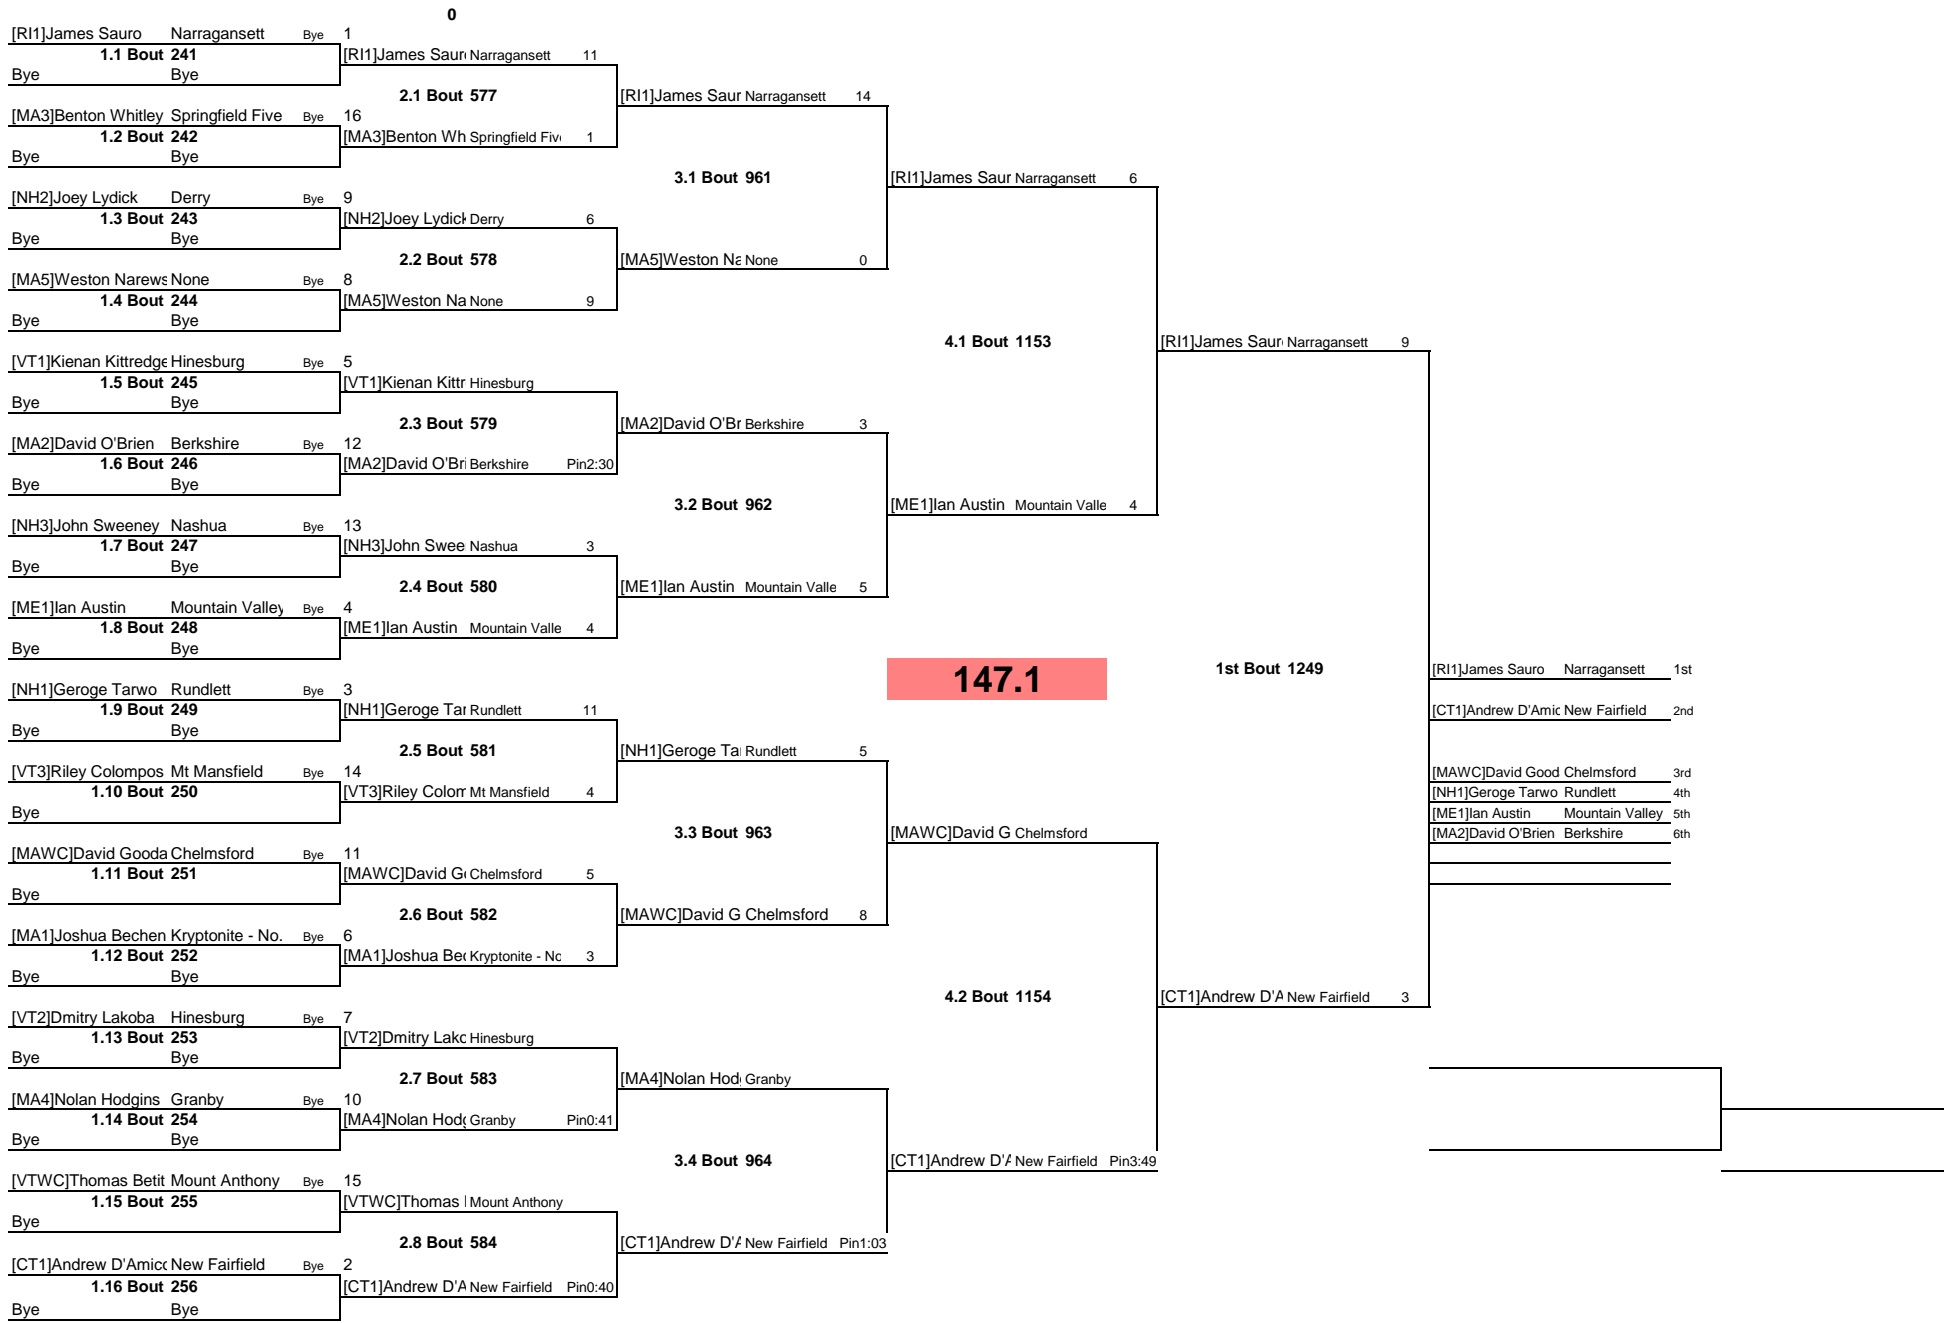 0
[RI1]James Sauro Narragansett Bye 1
1.1 Bout 241
Bye Bye
[RI1]James Saur Narragansett 11
2.1 Bout 577
[MA3]Benton Whitley Springfield Five Bye 16
1.2 Bout 242
Bye Bye
[MA3]Benton Wh Springfield Fiv 1
[RI1]James Saur Narragansett 14
3.1 Bout 961
[NH2]Joey Lydick Derry Bye 9
1.3 Bout 243
Bye Bye
[NH2]Joey Lydick Derry 6
2.2 Bout 578
[MA5]Weston Na None 0
[MA5]Weston Narews None Bye 8
1.4 Bout 244
Bye Bye
[MA5]Weston Na None 9
[RI1]James Saur Narragansett 6
4.1 Bout 1153
[RI1]James Saur Narragansett 9
[VT1]Kienan Kittredge Hinesburg Bye 5
1.5 Bout 245
Bye Bye
[VT1]Kienan Kittr Hinesburg
2.3 Bout 579
[MA2]David O'Br Berkshire 3
[MA2]David O'Brien Berkshire Bye 12
1.6 Bout 246
Bye Bye
[MA2]David O'Bri Berkshire Pin2:30
3.2 Bout 962
[ME1]Ian Austin Mountain Valle 4
[NH3]John Sweeney Nashua Bye 13
1.7 Bout 247
Bye Bye
[NH3]John Swee Nashua 3
2.4 Bout 580
[ME1]Ian Austin Mountain Valle 5
[ME1]Ian Austin Mountain Valley Bye 4
1.8 Bout 248
Bye Bye
[ME1]Ian Austin Mountain Valle 4
147.1
1st Bout 1249
[RI1]James Sauro Narragansett 1st
[CT1]Andrew D'Amic New Fairfield 2nd
[MAWC]David Good Chelmsford 3rd
[NH1]Geroge Tarwo Rundlett 4th
[ME1]Ian Austin Mountain Valley 5th
[MA2]David O'Brien Berkshire 6th
[NH1]Geroge Tarwo Rundlett Bye 3
1.9 Bout 249
Bye Bye
[NH1]Geroge Tar Rundlett 11
2.5 Bout 581
[NH1]Geroge Ta Rundlett 5
[VT3]Riley Colompos Mt Mansfield Bye 14
1.10 Bout 250
Bye
[VT3]Riley Colom Mt Mansfield 4
3.3 Bout 963
[MAWC]David G Chelmsford
[MAWC]David Gooda Chelmsford Bye 11
1.11 Bout 251
Bye
[MAWC]David G Chelmsford 5
2.6 Bout 582
[MAWC]David G Chelmsford 8
[MA1]Joshua Bechen Kryptonite - No. Bye 6
1.12 Bout 252
Bye Bye
[MA1]Joshua Bec Kryptonite - No 3
4.2 Bout 1154
[CT1]Andrew D'A New Fairfield 3
[VT2]Dmitry Lakoba Hinesburg Bye 7
1.13 Bout 253
Bye Bye
[VT2]Dmitry Lako Hinesburg
2.7 Bout 583
[MA4]Nolan Hod Granby
[MA4]Nolan Hodgins Granby Bye 10
1.14 Bout 254
Bye Bye
[MA4]Nolan Hodg Granby Pin0:41
3.4 Bout 964
[CT1]Andrew D'A New Fairfield Pin3:49
[VTWC]Thomas Betit Mount Anthony Bye 15
1.15 Bout 255
Bye
[VTWC]Thomas Mount Anthony
2.8 Bout 584
[CT1]Andrew D'A New Fairfield Pin1:03
[CT1]Andrew D'Amico New Fairfield Bye 2
1.16 Bout 256
Bye Bye
[CT1]Andrew D'A New Fairfield Pin0:40